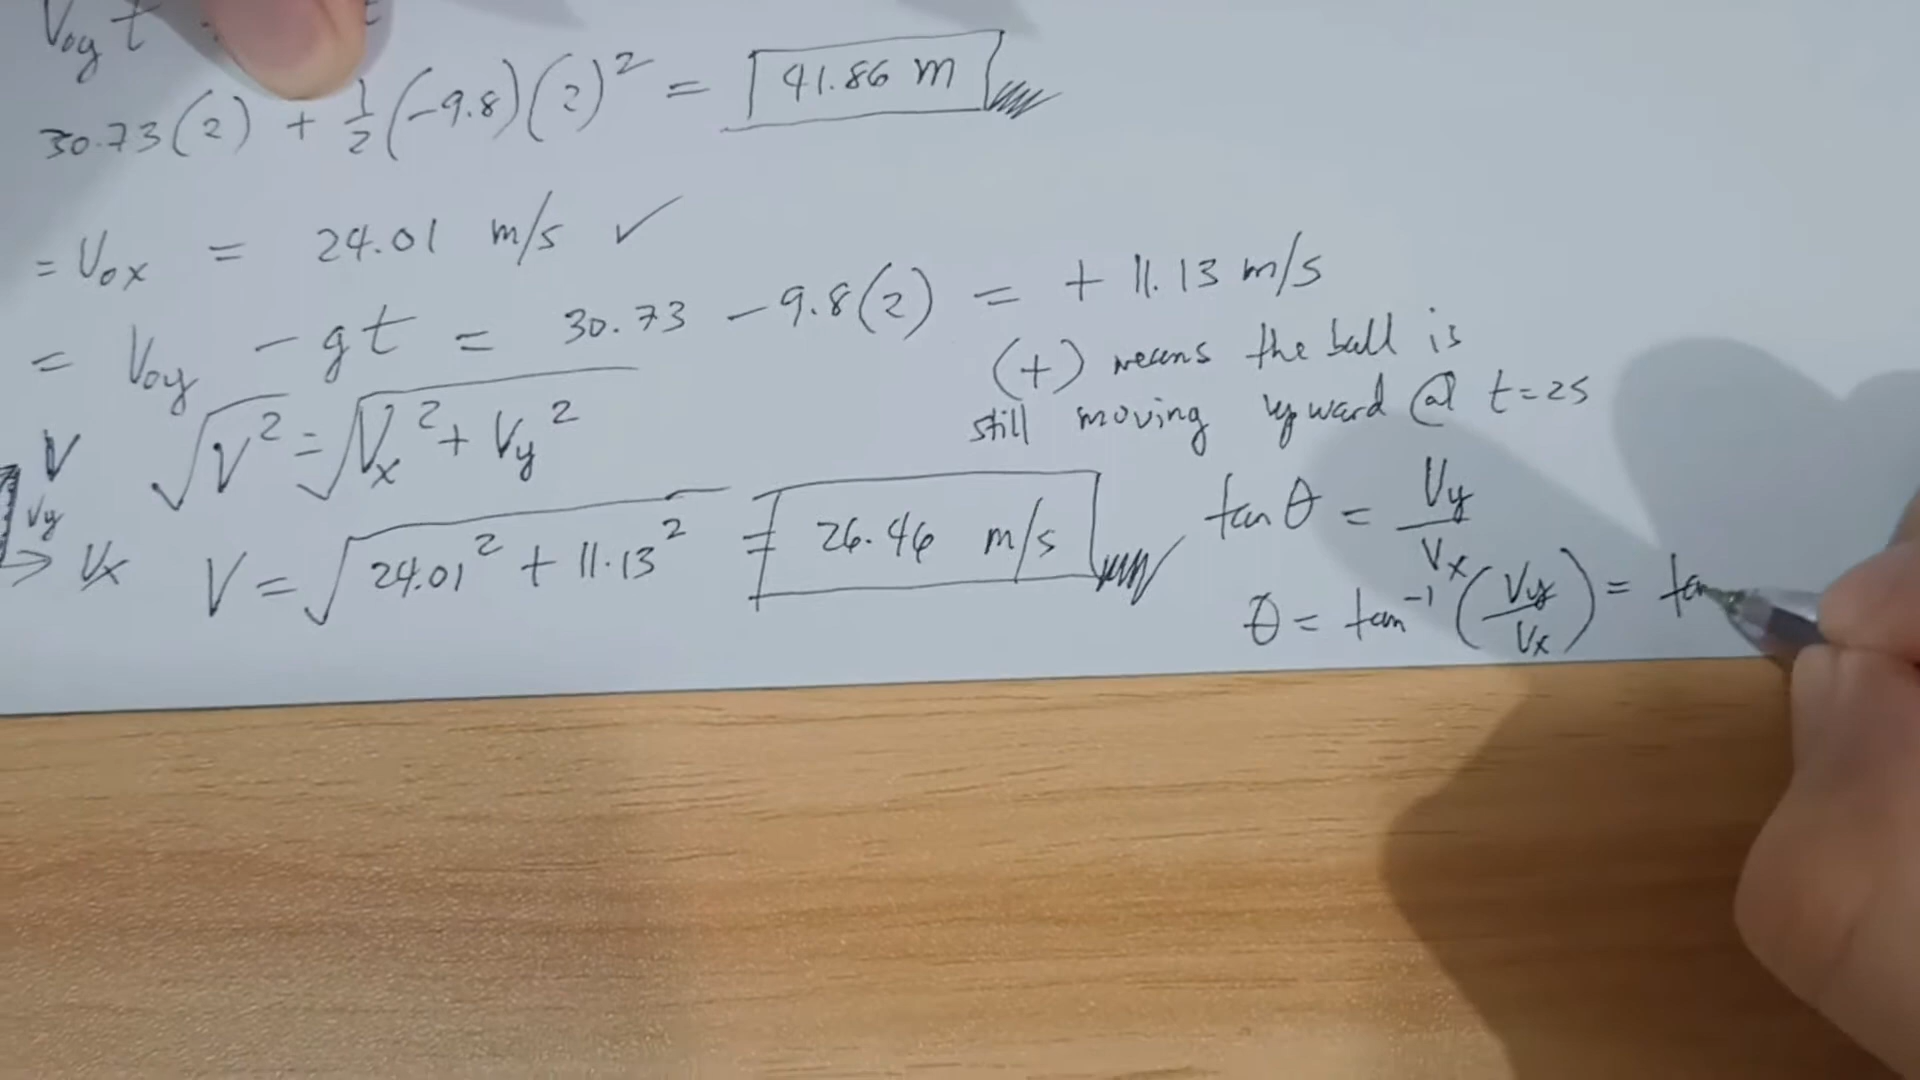 Voy t
30.73(2) + 1/2 (-9.8)(2)² = 41.86 m
= Vox = 24.01 m/s ✓
= Voy - gt = 30.73 - 9.8(2) = + 11.13 m/s
(+) means the ball is
still moving upward @ t=2s
V √V² = √Vx² + Vy²
Vy
→ Vx
V = √24.01² + 11.13² = 26.46 m/s
tan θ = Vy/Vx
θ = tan⁻¹ (Vy/Vx) = tan